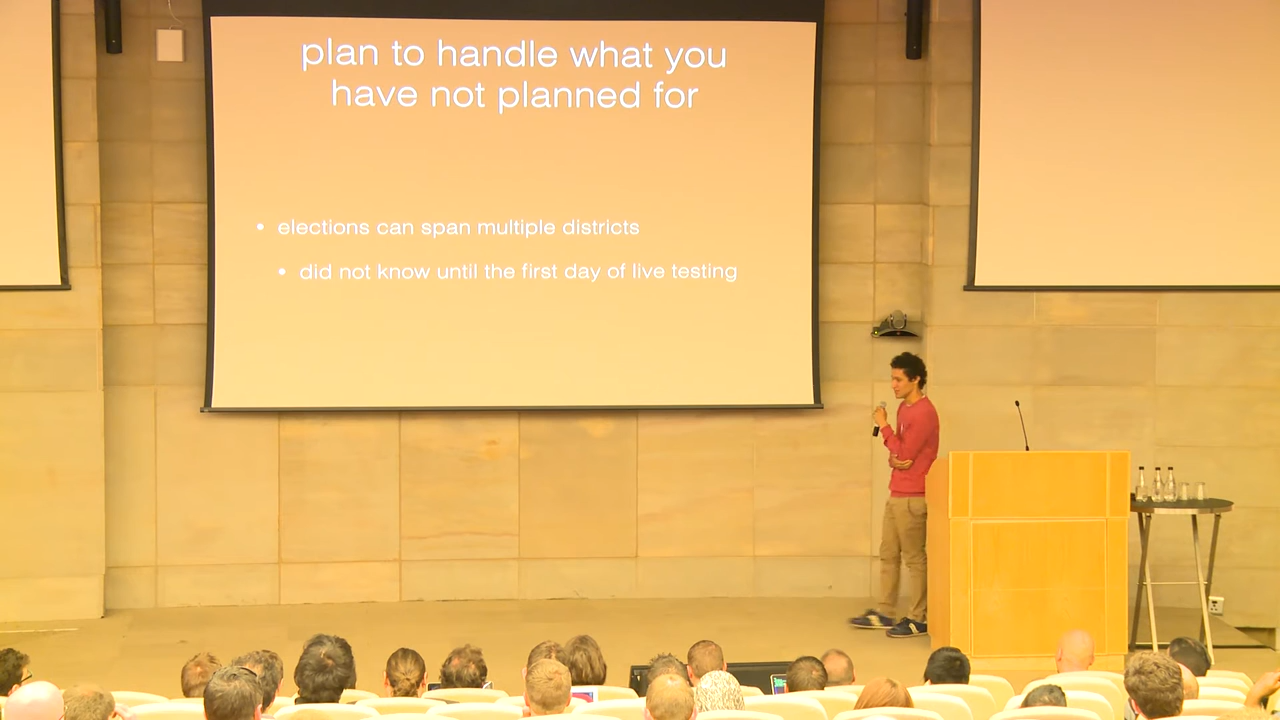 plan to handle what you
have not planned for
• elections can span multiple districts
• did not know until the first day of live testing